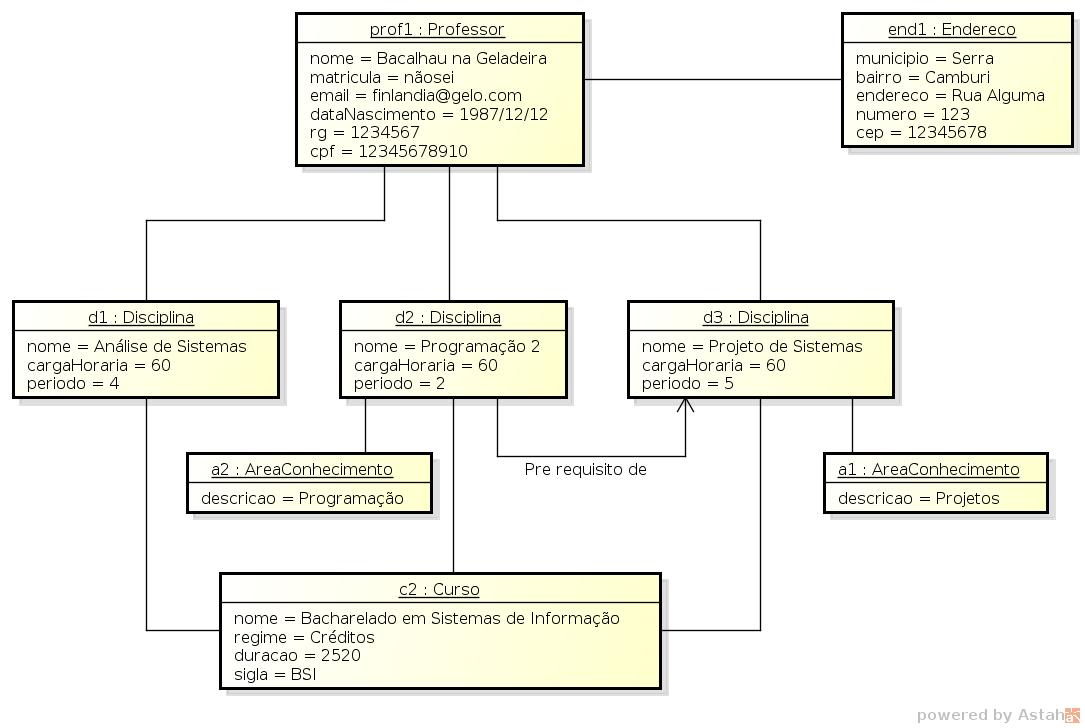 prof1 : Professor
nome = Bacalhau na Geladeira
matricula = nãosei
email = finlandia@gelo.com
dataNascimento = 1987/12/12
rg = 1234567
cpf = 12345678910
end1 : Endereco
municipio = Serra
bairro = Camburi
endereco = Rua Alguma
numero = 123
cep = 12345678
d1 : Disciplina
nome = Análise de Sistemas
cargaHoraria = 60
periodo = 4
d2 : Disciplina
nome = Programação 2
cargaHoraria = 60
periodo = 2
d3 : Disciplina
nome = Projeto de Sistemas
cargaHoraria = 60
periodo = 5
Pre requisito de
a2 : AreaConhecimento
descricao = Programação
a1 : AreaConhecimento
descricao = Projetos
c2 : Curso
nome = Bacharelado em Sistemas de Informação
regime = Créditos
duracao = 2520
sigla = BSI
powered by Astah